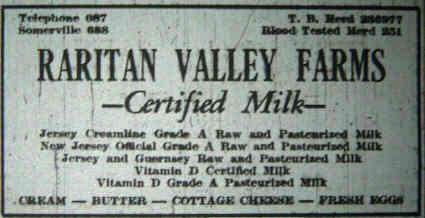 Telephone 687 T. B. Herd 286977
Somerville 688 Blood Tested Herd 251
RARITAN VALLEY FARMS
—Certified Milk—
Jersey Creamline Grade A Raw and Pasteurized Milk
New Jersey Official Grade A Raw and Pasteurized Milk
Jersey and Guernsey Raw and Pasteurized Milk
Vitamin D Certified Milk
Vitamin D Grade A Pasteurized Milk
CREAM — BUTTER — COTTAGE CHEESE — FRESH EGGS